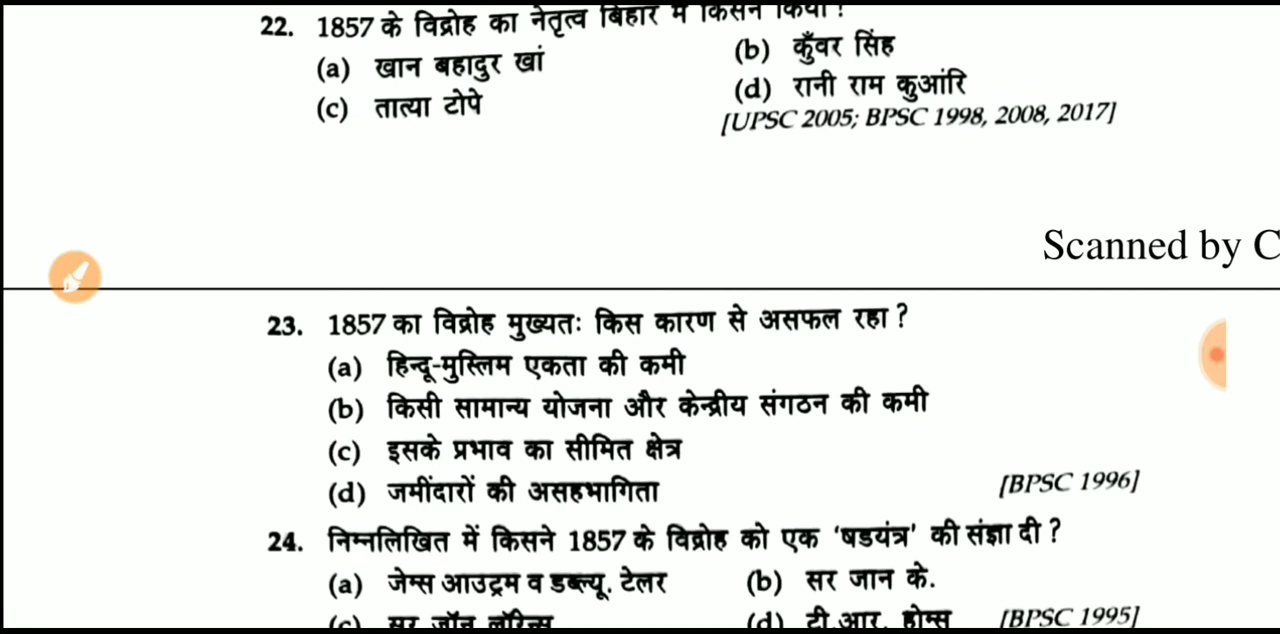 22. 1857 के विद्रोह का नेतृत्व बिहार में किसने किया ?
(a) खान बहादुर खां (b) कुँवर सिंह
(c) तात्या टोपे (d) रानी राम कुआंरि
[UPSC 2005; BPSC 1998, 2008, 2017]
Scanned by C
23. 1857 का विद्रोह मुख्यतः किस कारण से असफल रहा ?
(a) हिन्दू-मुस्लिम एकता की कमी
(b) किसी सामान्य योजना और केन्द्रीय संगठन की कमी
(c) इसके प्रभाव का सीमित क्षेत्र
(d) जमींदारों की असहभागिता [BPSC 1996]
24. निम्नलिखित में किसने 1857 के विद्रोह को एक 'षडयंत्र' की संज्ञा दी ?
(a) जेम्स आउट्रम व डब्ल्यू. टेलर (b) सर जान के.
(c) सर जॉन लॉरेन्स (d) टी.आर. होम्स [BPSC 1995]